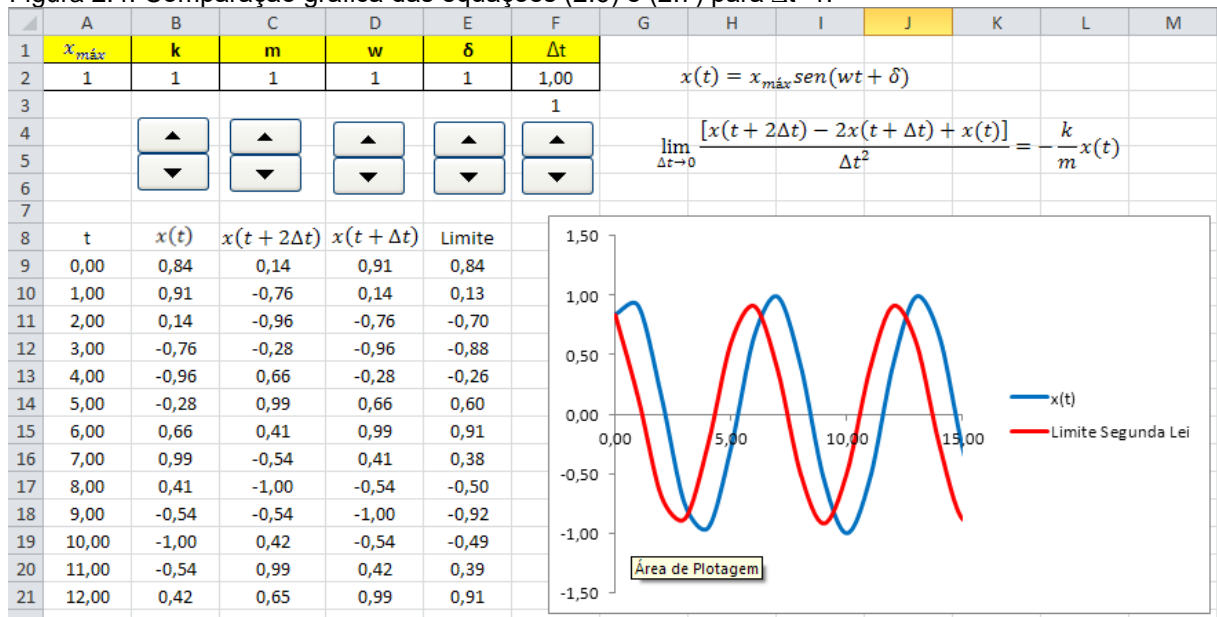 A B C D E F G H I J K L M
1 x_máx k m w δ Δt
2 1 1 1 1 1 1,00 x(t) = x_máx sen(wt + δ)
3 1
4 lim_{Δt→0} [x(t + 2Δt) − 2x(t + Δt) + x(t)] / Δt² = − k/m x(t)
5
6
7
8 t x(t) x(t + 2Δt) x(t + Δt) Limite
9 0,00 0,84 0,14 0,91 0,84
10 1,00 0,91 -0,76 0,14 0,13
11 2,00 0,14 -0,96 -0,76 -0,70
12 3,00 -0,76 -0,28 -0,96 -0,88
13 4,00 -0,96 0,66 -0,28 -0,26
14 5,00 -0,28 0,99 0,66 0,60
15 6,00 0,66 0,41 0,99 0,91
16 7,00 0,99 -0,54 0,41 0,38
17 8,00 0,41 -1,00 -0,54 -0,50
18 9,00 -0,54 -0,54 -1,00 -0,92
19 10,00 -1,00 0,42 -0,54 -0,49
20 11,00 -0,54 0,99 0,42 0,39
21 12,00 0,42 0,65 0,99 0,91
1,50
1,00
0,50
0,00
-0,50
-1,00
-1,50
0,00 5,00 10,00 15,00
x(t)
Limite Segunda Lei
Área de Plotagem